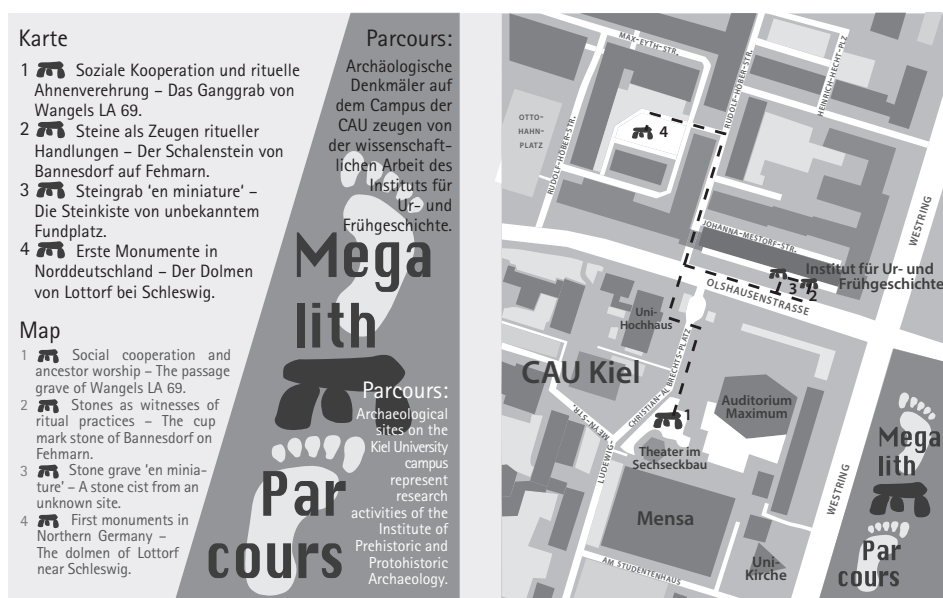 Karte
1 Soziale Kooperation und rituelle
Ahnenverehrung – Das Ganggrab von
Wangels LA 69.
2 Steine als Zeugen ritueller
Handlungen – Der Schalenstein von
Bannesdorf auf Fehmarn.
3 Steingrab 'en miniature' –
Die Steinkiste von unbekanntem
Fundplatz.
4 Erste Monumente in
Norddeutschland – Der Dolmen
von Lottorf bei Schleswig.
Map
1 Social cooperation and
ancestor worship – The passage
grave of Wangels LA 69.
2 Stones as witnesses of
ritual practices – The cup
mark stone of Bannesdorf on
Fehmarn.
3 Stone grave 'en minia-
ture' – A stone cist from an
unknown site.
4 First monuments in
Northern Germany –
The dolmen of Lottorf
near Schleswig.
Parcours:
Archäologische
Denkmäler auf
dem Campus der
CAU zeugen von
der wissenschaft-
lichen Arbeit des
Instituts für
Ur- und
Frühgeschichte.
Mega
lith
Par
cours
Parcours:
Archaeological
sites on the
Kiel University
campus
represent
research
activities of the
Institute of
Prehistoric and
Protohistoric
Archaeology.
MAX-EYTH-STR.
RUDOLF-HÖBER-STR.
HEINRICH-HECHT-PLZ
OTTO-
HAHN-
PLATZ
4
RUDOLF-HÖBER-STR.
WESTRING
JOHANNA-MESTORF-STR.
Institut für Ur- und
Frühgeschichte
3
2
OLSHAUSENSTRASSE
Uni-
Hochhaus
CAU Kiel
CHRISTIAN-ALBRECHTS-PLATZ
1
Auditorium
Maximum
LUDEWIG-
MEYN-STR.
Theater im
Sechseckbau
Mensa
WESTRING
AM STUDENTENHAUS
Uni-
Kirche
Mega
lith
Par
cours